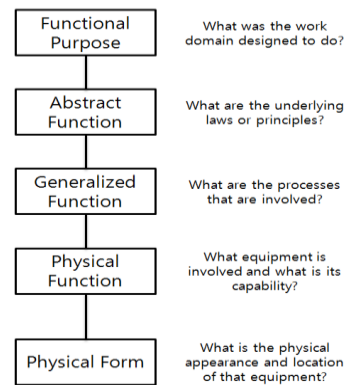 Functional
Purpose
What was the work
domain designed to do?
Abstract
Function
What are the underlying
laws or principles?
Generalized
Function
What are the processes
that are involved?
Physical
Function
What equipment is
involved and what is its
capability?
Physical Form
What is the physical
appearance and location
of that equipment?